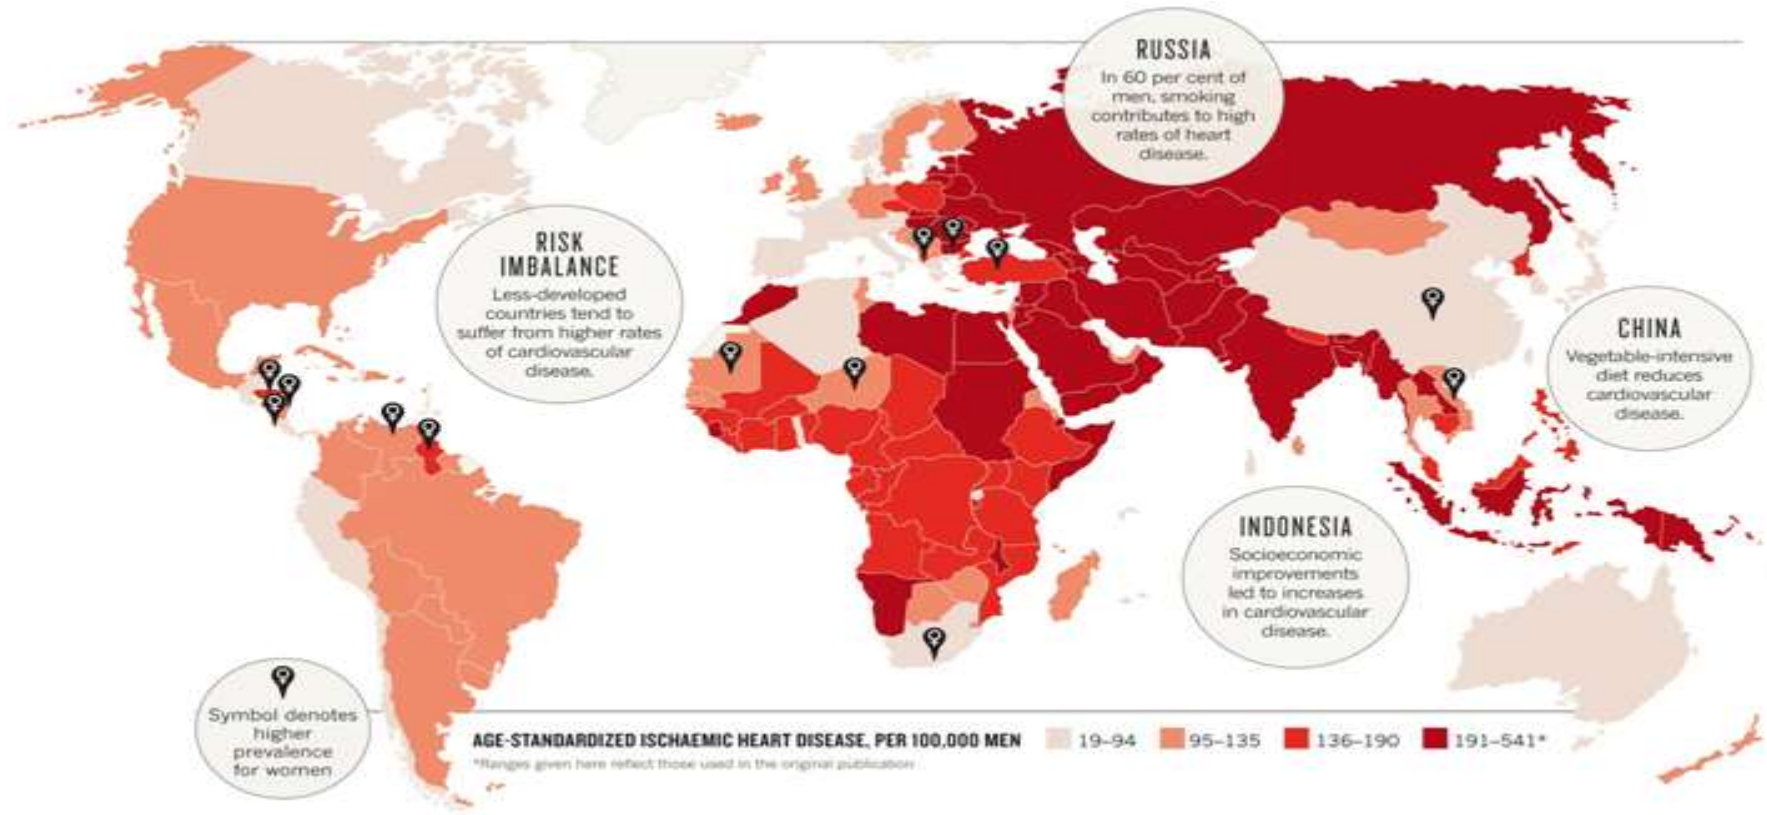 RUSSIA
In 60 per cent of
men, smoking
contributes to high
rates of heart
disease.
RISK
IMBALANCE
Less-developed
countries tend to
suffer from higher rates
of cardiovascular
disease.
CHINA
Vegetable-intensive
diet reduces
cardiovascular
disease.
INDONESIA
Socioeconomic
improvements
led to increases
in cardiovascular
disease.
Symbol denotes
higher
prevalence
for women
AGE-STANDARDIZED ISCHAEMIC HEART DISEASE, PER 100,000 MEN 19–94 95–135 136–190 191–541*
*Ranges given here reflect those used in the original publication